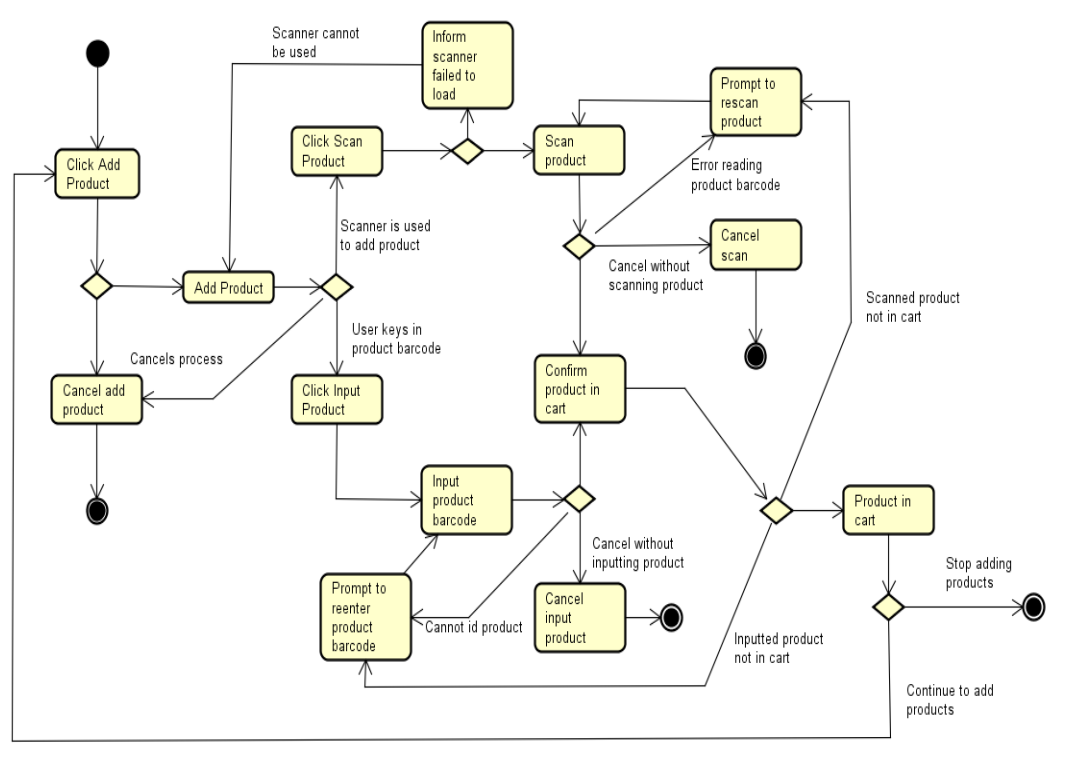 Scanner cannot
be used
Inform
scanner
failed to
load
Prompt to
rescan
product
Click Scan
Product
Scan
product
Click Add
Product
Error reading
product barcode
Scanner is used
to add product
Cancel
scan
Cancel without
scanning product
Add Product
Scanned product
not in cart
User keys in
product barcode
Cancels process
Cancel add
product
Click Input
Product
Confirm
product in
cart
Input
product
barcode
Product in
cart
Cancel without
inputting product
Stop adding
products
Prompt to
reenter
product
barcode
Cannot id product
Cancel
input
product
Inputted product
not in cart
Continue to add
products